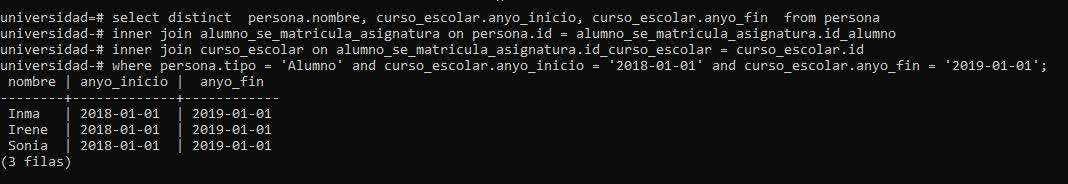 universidad=# select distinct  persona.nombre, curso_escolar.anyo_inicio, curso_escolar.anyo_fin  from persona
universidad-# inner join alumno_se_matricula_asignatura on persona.id = alumno_se_matricula_asignatura.id_alumno
universidad-# inner join curso_escolar on alumno_se_matricula_asignatura.id_curso_escolar = curso_escolar.id
universidad-# where persona.tipo = 'Alumno' and curso_escolar.anyo_inicio = '2018-01-01' and curso_escolar.anyo_fin = '2019-01-01';
 nombre | anyo_inicio |  anyo_fin
--------+-------------+------------
 Inma   | 2018-01-01  | 2019-01-01
 Irene  | 2018-01-01  | 2019-01-01
 Sonia  | 2018-01-01  | 2019-01-01
(3 filas)